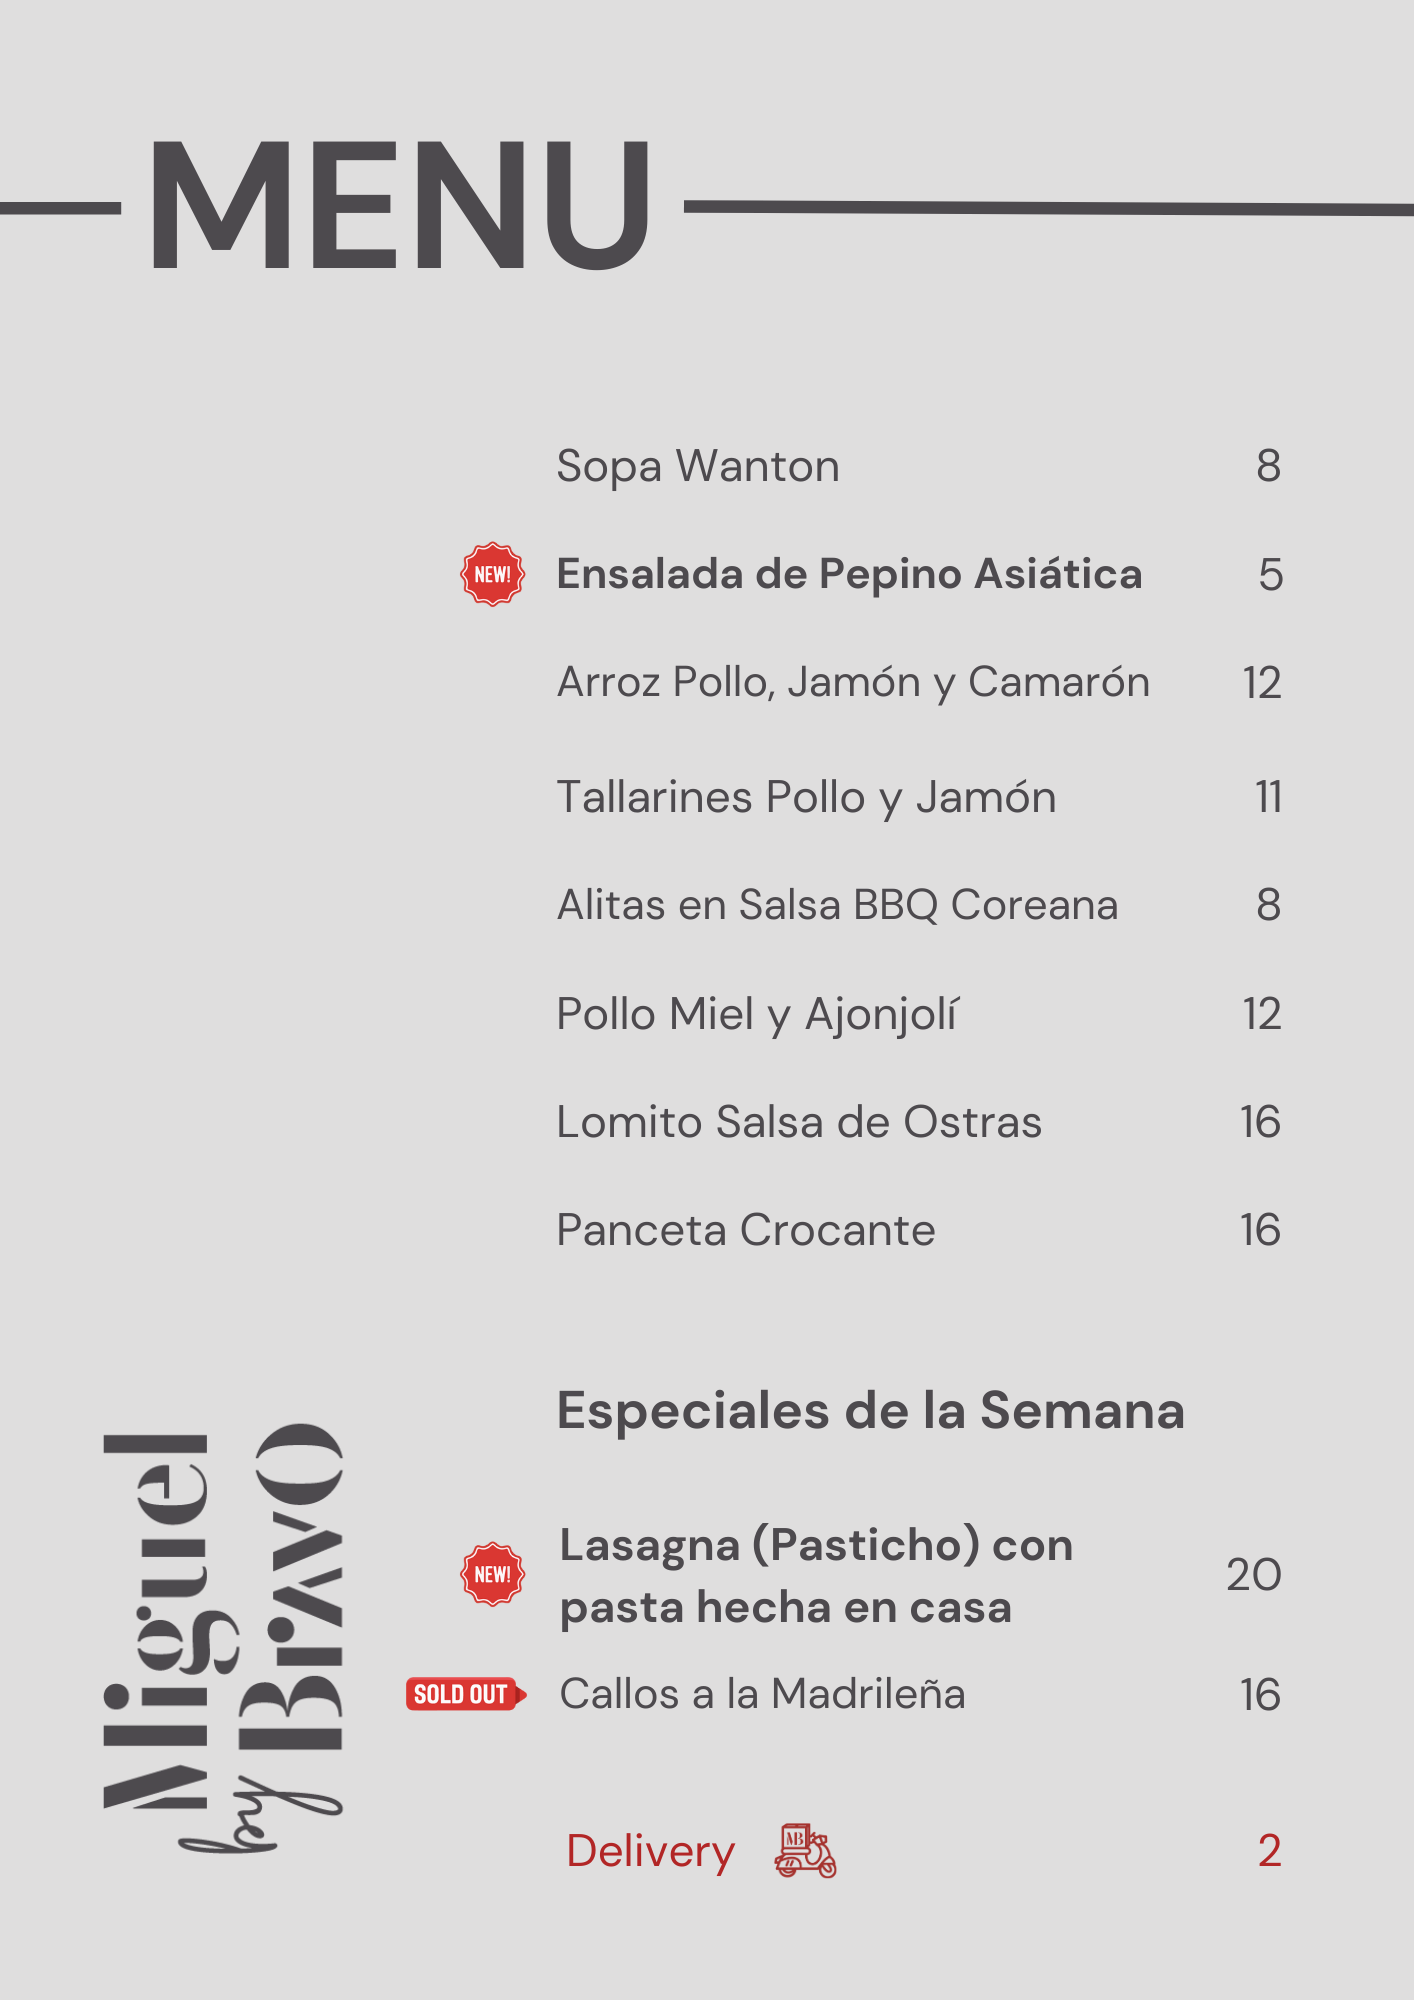 MENU
Sopa Wanton 8
NEW! Ensalada de Pepino Asiática 5
Arroz Pollo, Jamón y Camarón 12
Tallarines Pollo y Jamón 11
Alitas en Salsa BBQ Coreana 8
Pollo Miel y Ajonjolí 12
Lomito Salsa de Ostras 16
Panceta Crocante 16
Especiales de la Semana
NEW! Lasagna (Pasticho) con
pasta hecha en casa 20
SOLD OUT Callos a la Madrileña 16
Delivery MB 2
Miguel
by Bravo